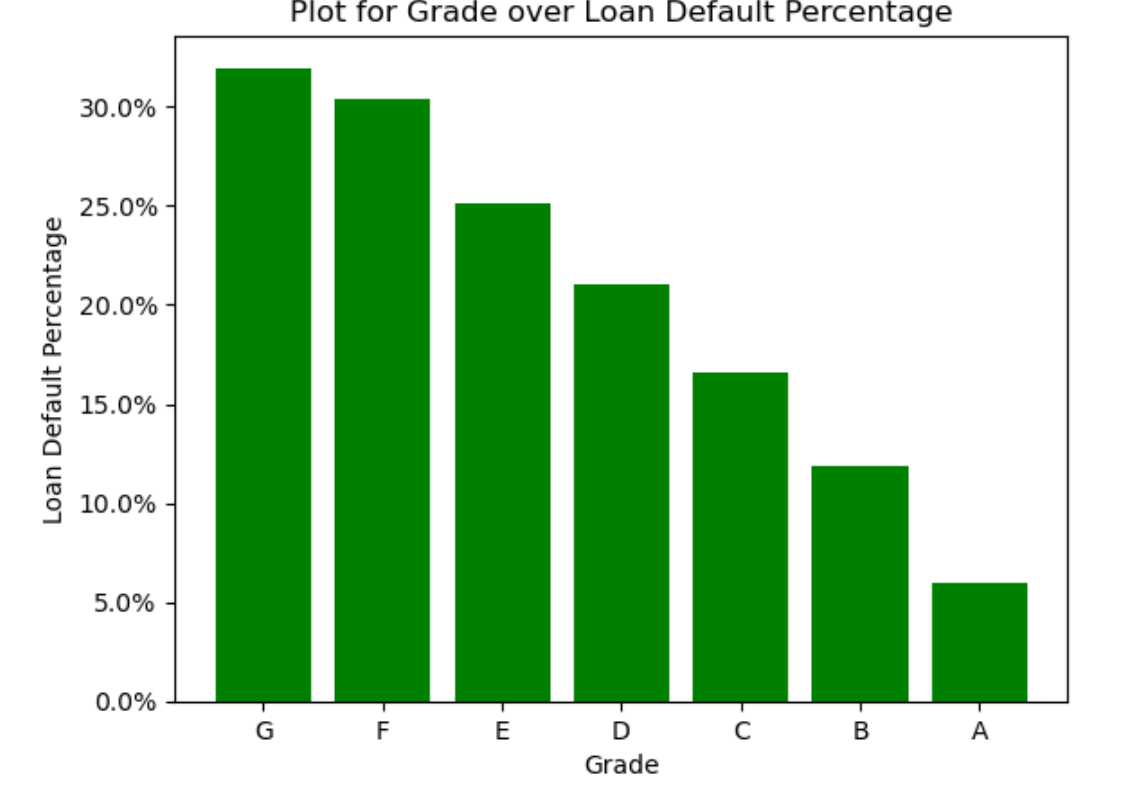 Plot for Grade over Loan Default Percentage
Loan Default Percentage
30.0%
25.0%
20.0%
15.0%
10.0%
5.0%
0.0%
G F E D C B A
Grade